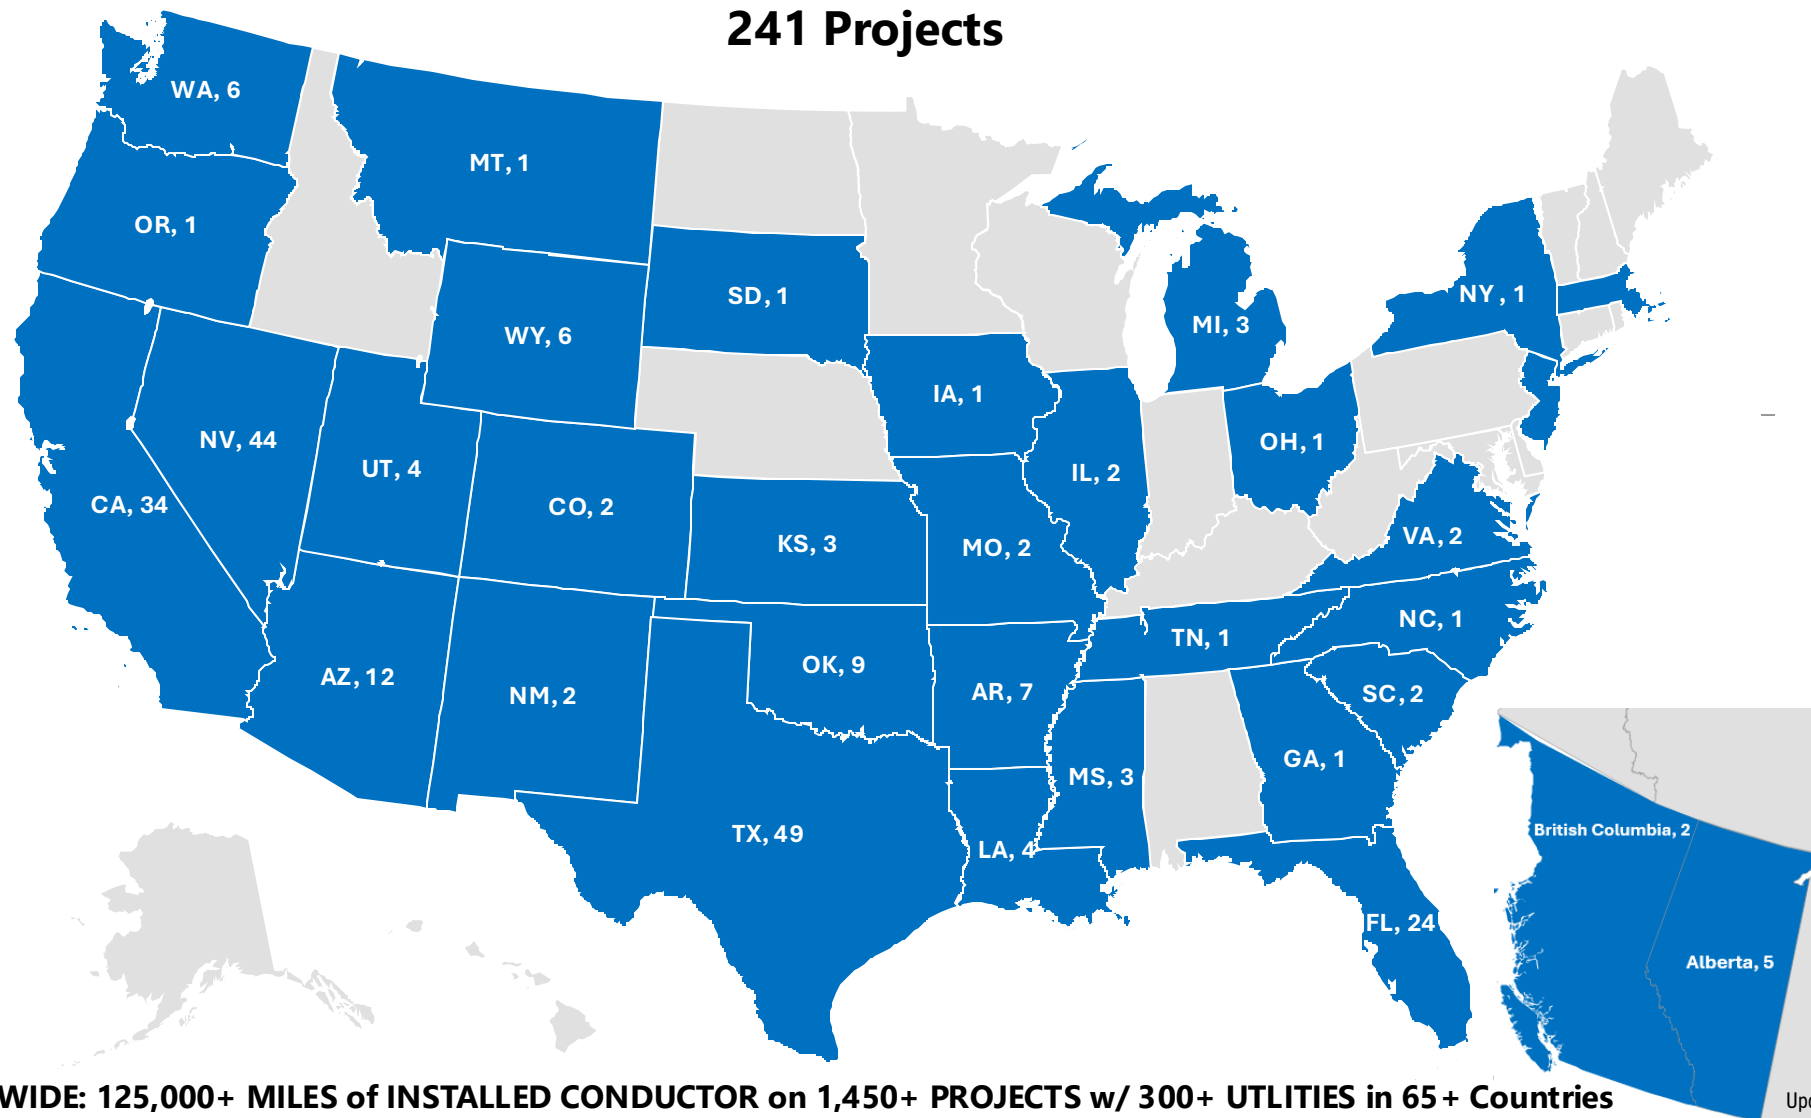 241 Projects
WA, 6
MT, 1
OR, 1
SD, 1
NY , 1
MI, 3
WY, 6
IA, 1
NV, 44
OH, 1
UT, 4
IL, 2
CA, 34
CO, 2
VA, 2
KS, 3
MO, 2
NC, 1
TN, 1
OK, 9
AZ, 12
NM, 2
AR, 7
SC, 2
GA, 1
MS, 3
TX, 49
British Columbia, 2
LA, 4
FL, 24
Alberta, 5
WIDE: 125,000+ MILES of INSTALLED CONDUCTOR on 1,450+ PROJECTS w/ 300+ UTLITIES in 65+ Countries